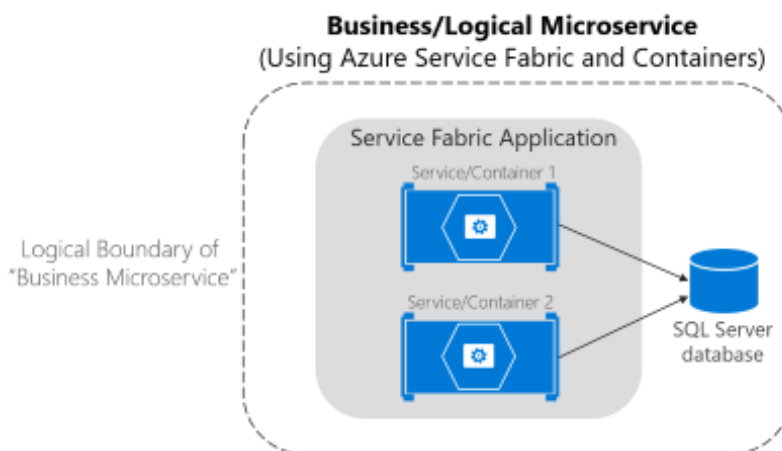 Business/Logical Microservice
(Using Azure Service Fabric and Containers)
Service Fabric Application
Service/Container 1
Logical Boundary of
“Business Microservice”
Service/Container 2
SQL Server
database